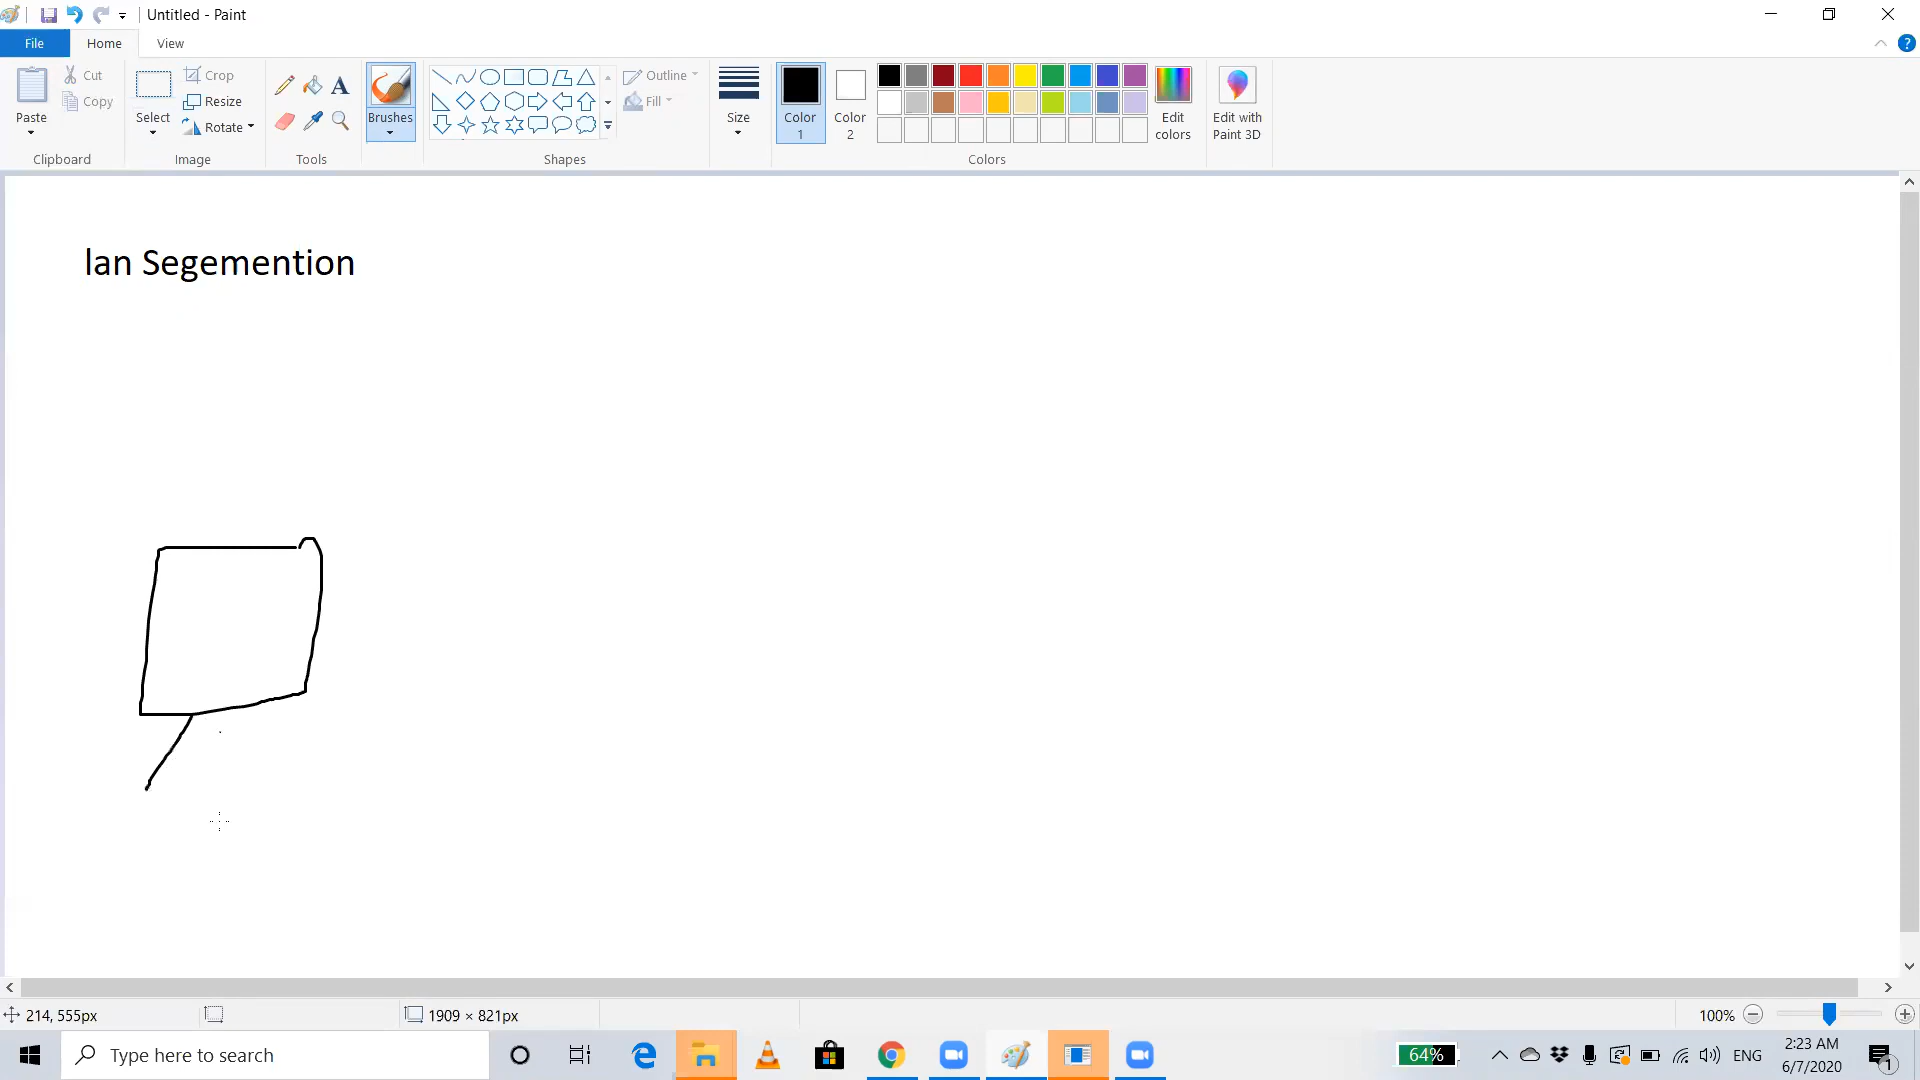 Untitled - Paint
File
Home
View
Paste
Cut
Copy
Clipboard
Select
Crop
Resize
Rotate
Image
Tools
Brushes
Outline
Fill
Shapes
Size
Color 1
Color 2
Colors
Edit colors
Edit with Paint 3D
lan Segemention
214, 555px
1909 × 821px
100%
Type here to search
64%
ENG
2:23 AM
6/7/2020
1